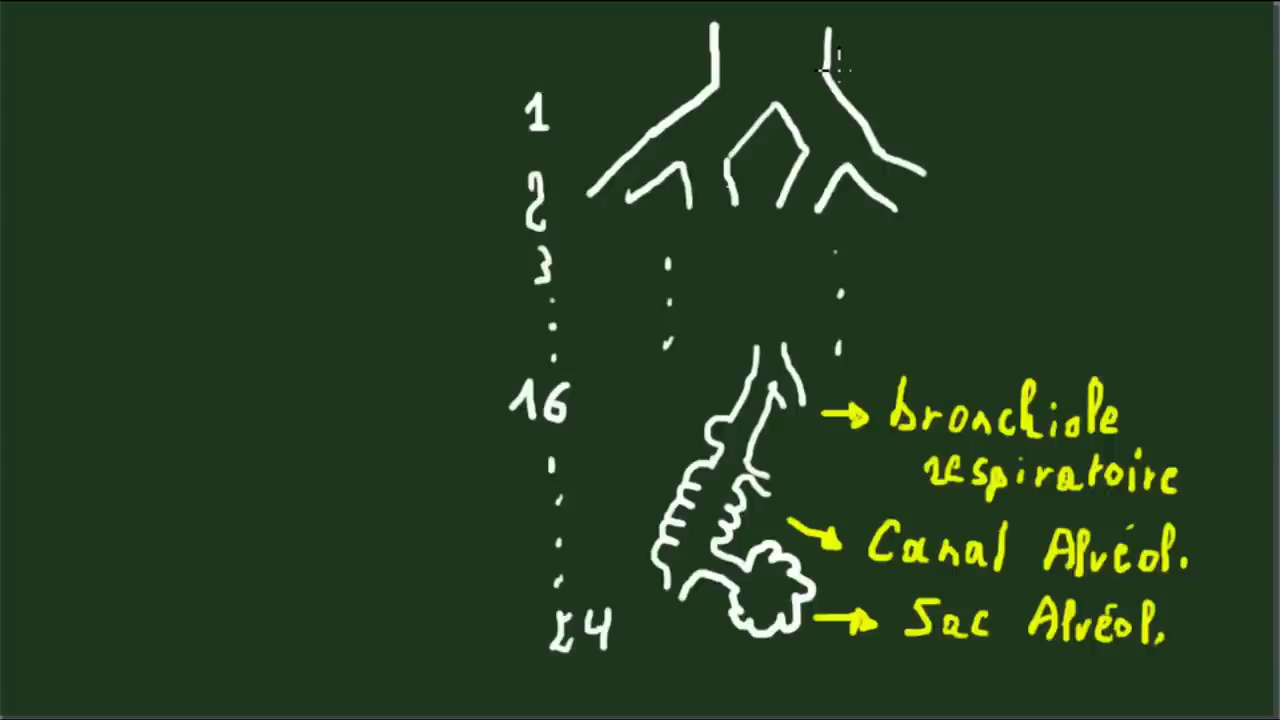 1
2
3
16
24
bronchiole
respiratoire
Canal Alvéol.
Sac Alvéol.